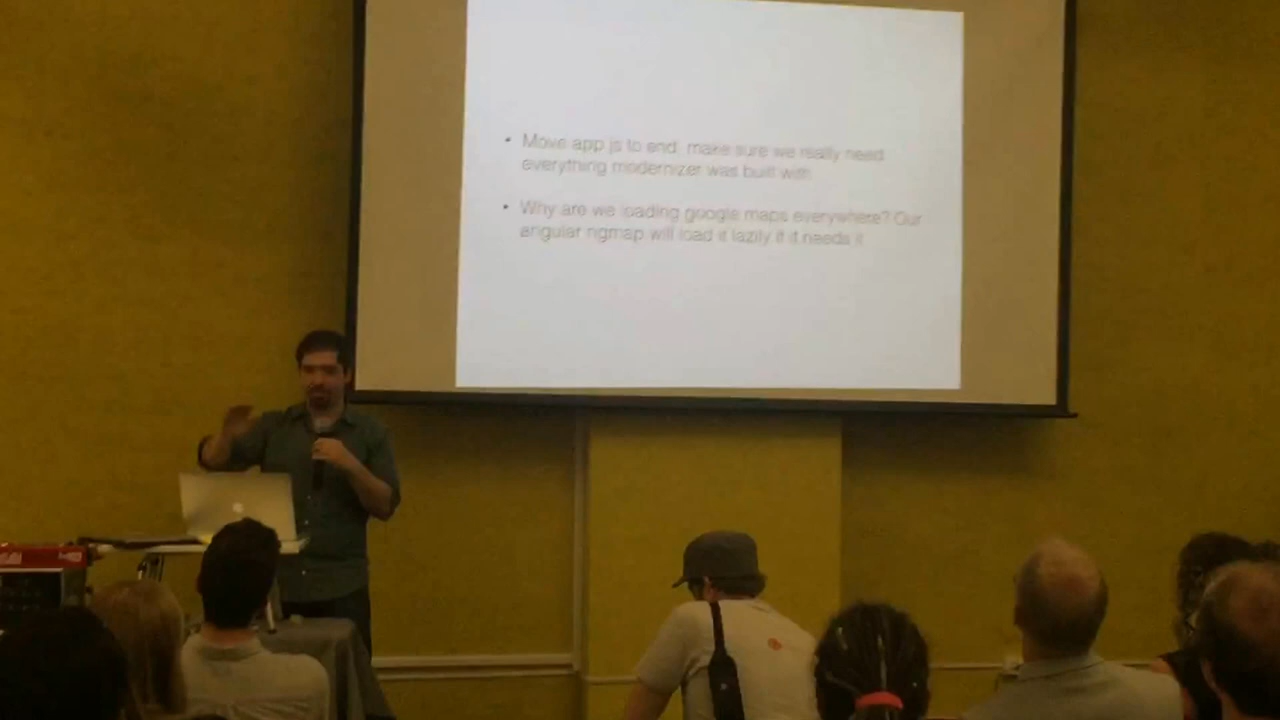 • Move app js to end, make sure we really need
everything modernizer was built with
• Why are we loading google maps everywhere? Our
angular ngmap will load it lazily if it needs it